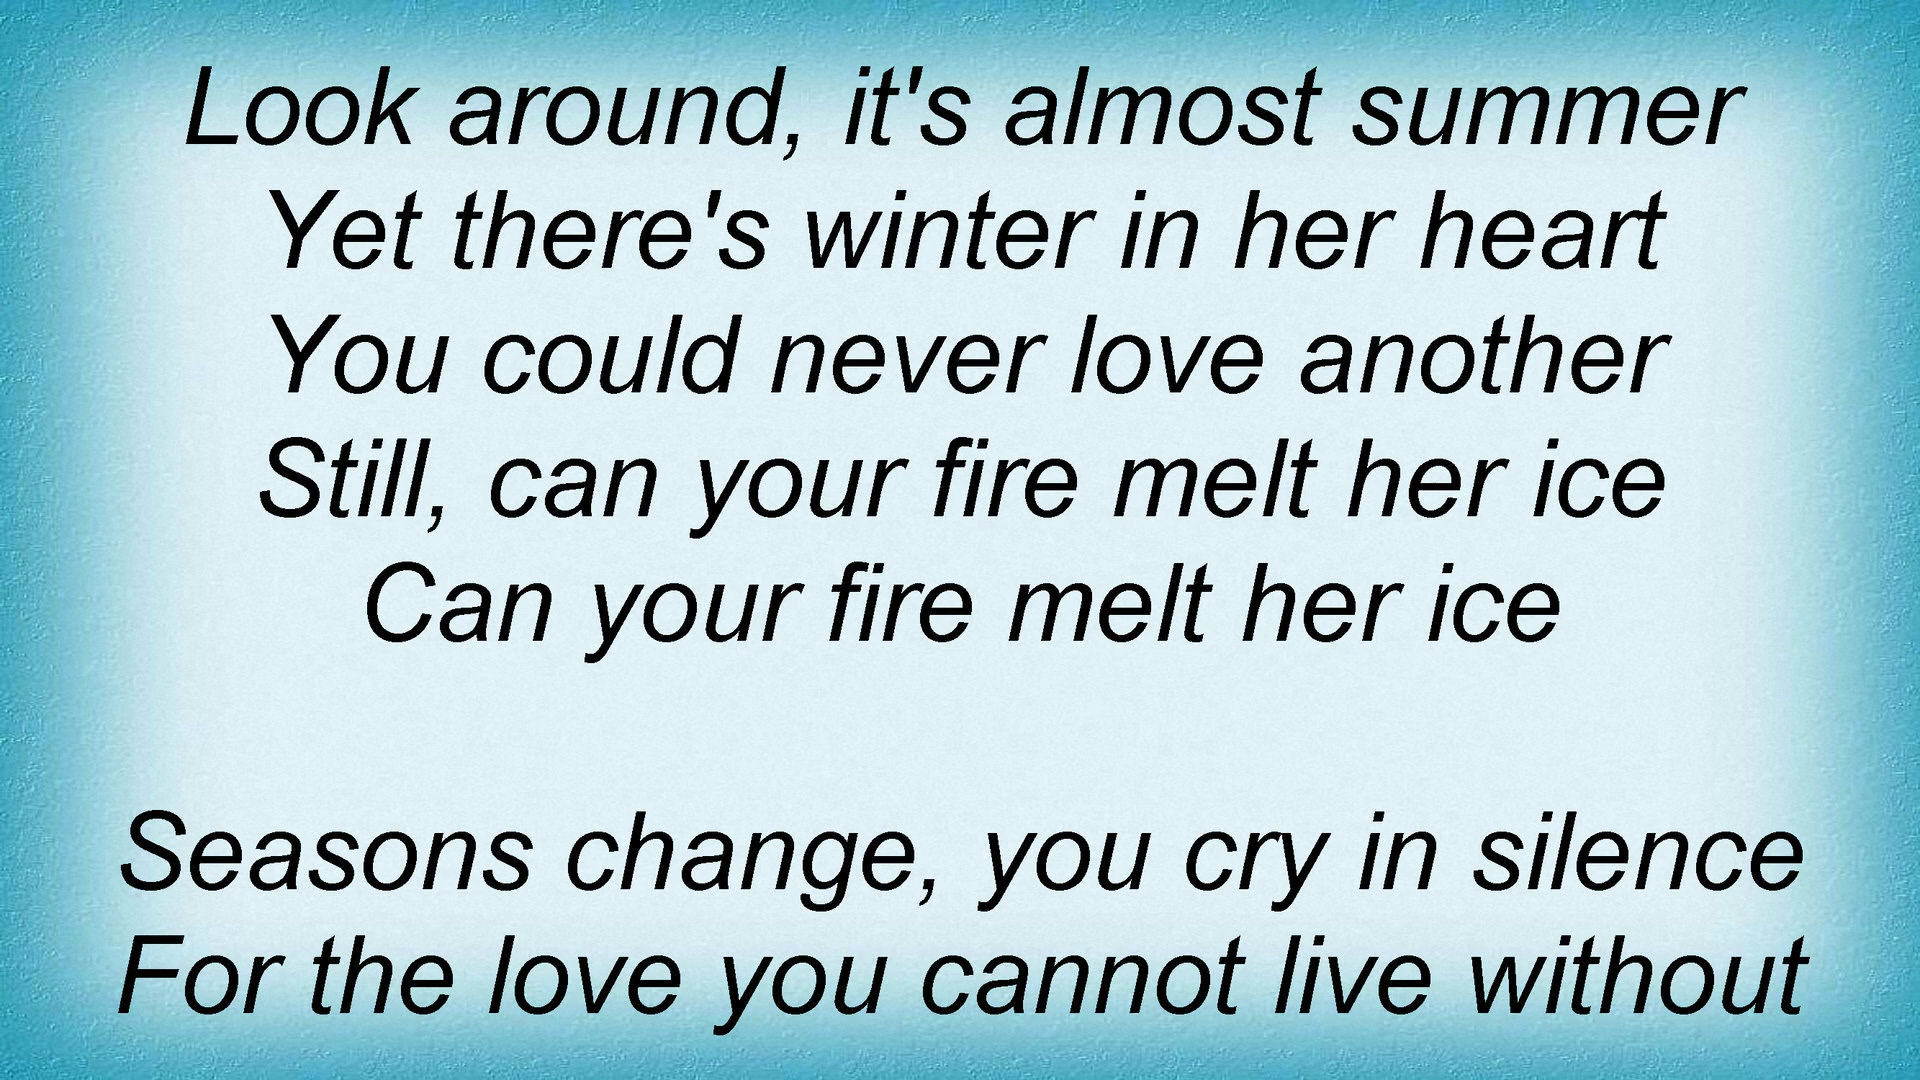 Look around, it's almost summer
Yet there's winter in her heart
You could never love another
Still, can your fire melt her ice
Can your fire melt her ice
Seasons change, you cry in silence
For the love you cannot live without